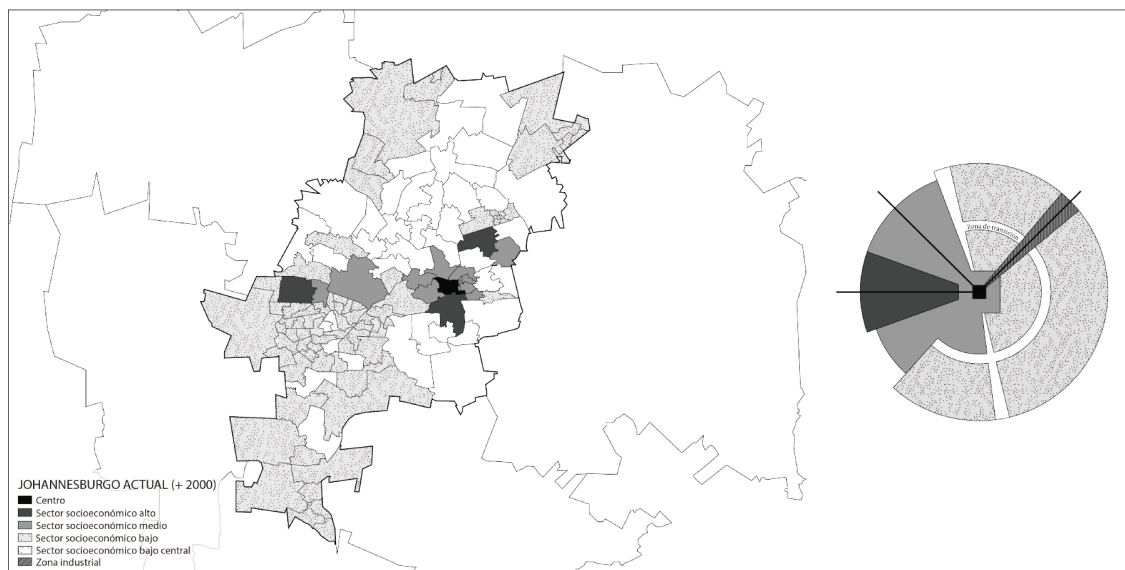 Zona de transición
JOHANNESBURGO ACTUAL (+ 2000)
Centro
Sector socioeconómico alto
Sector socioeconómico medio
Sector socioeconómico bajo
Sector socioeconómico bajo central
Zona industrial